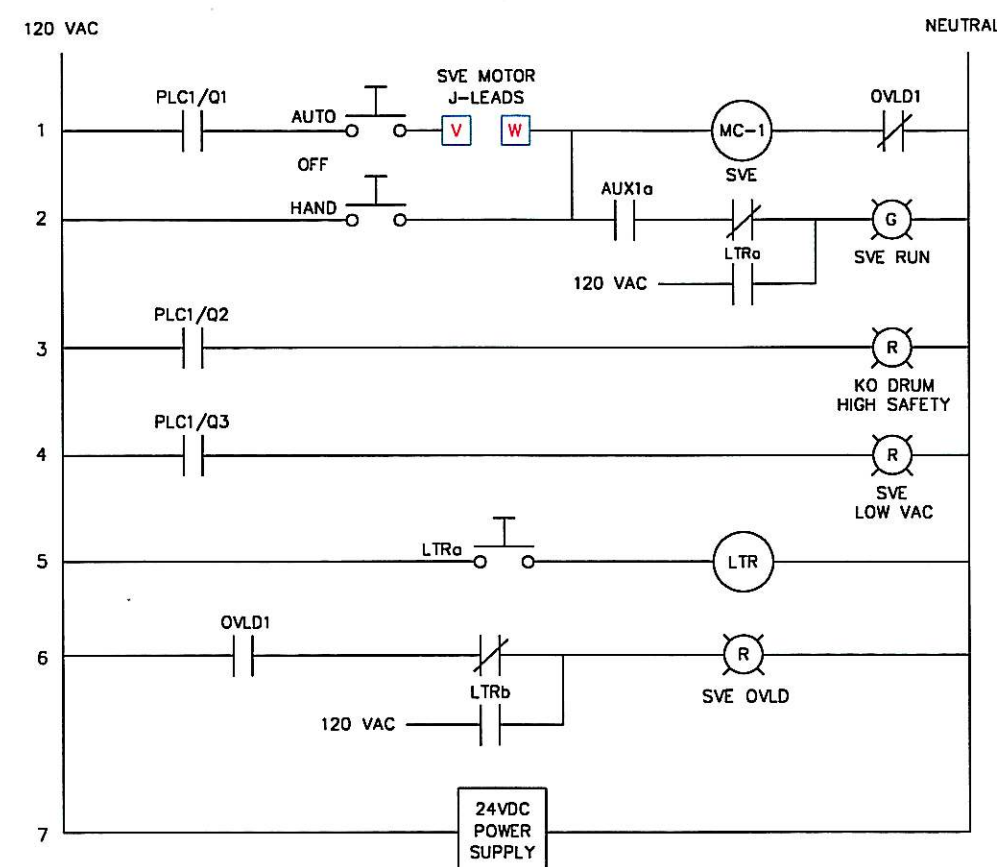 120 VAC
NEUTRAL
SVE MOTOR
J-LEADS
PLC1/Q1
AUTO
V
W
OVLD1
1
MC-1
OFF
SVE
HAND
AUX1a
2
G
LTRa
SVE RUN
120 VAC
PLC1/Q2
3
R
KO DRUM
HIGH SAFETY
PLC1/Q3
4
R
SVE
LOW VAC
LTRa
5
LTR
OVLD1
6
R
LTRb
SVE OVLD
120 VAC
24VDC
7
POWER
SUPPLY